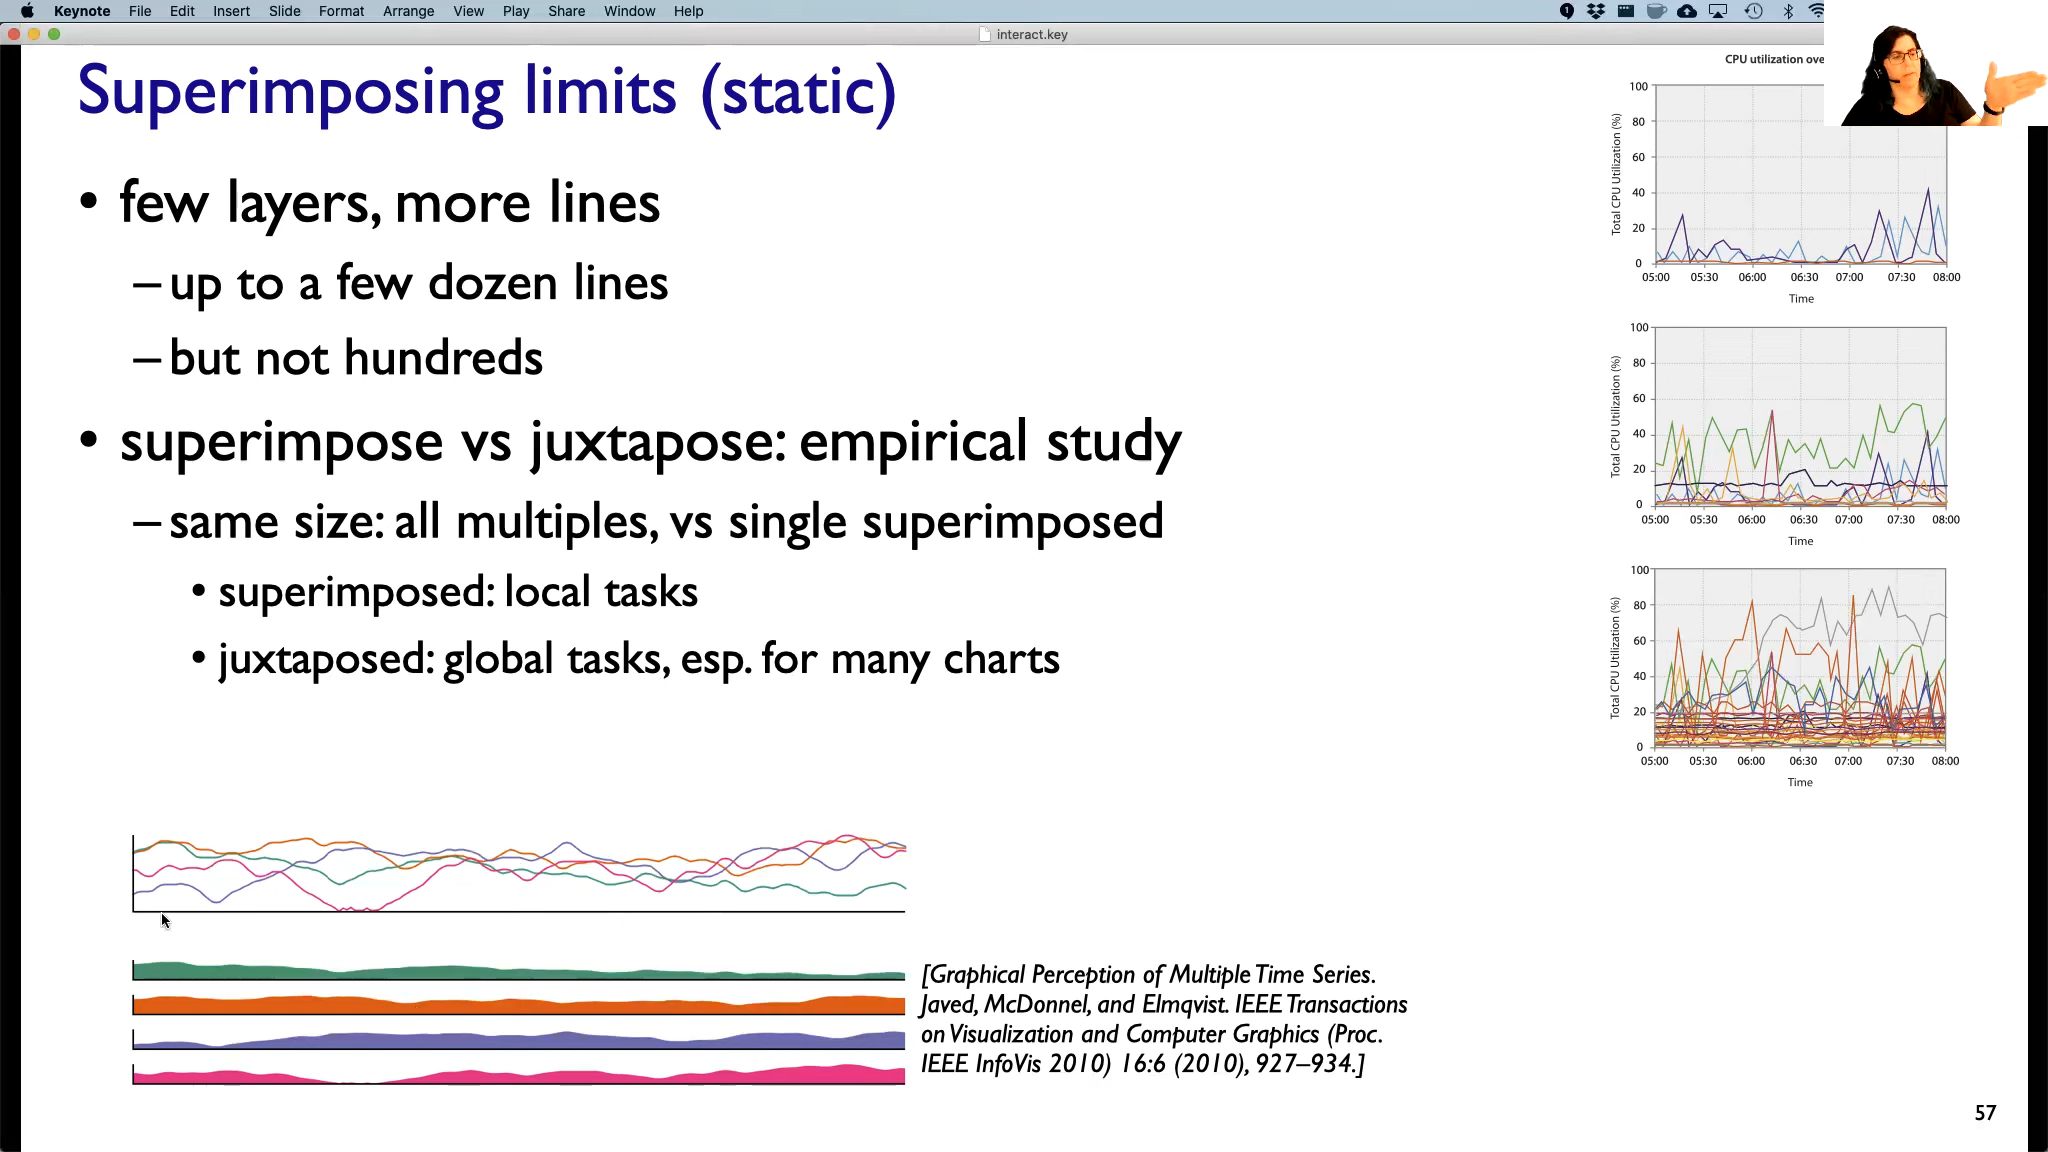 Keynote File Edit Insert Slide Format Arrange View Play Share Window Help
interact.key
Superimposing limits (static)
• few layers, more lines
– up to a few dozen lines
– but not hundreds
• superimpose vs juxtapose: empirical study
– same size: all multiples, vs single superimposed
• superimposed: local tasks
• juxtaposed: global tasks, esp. for many charts
CPU utilization ove
Total CPU Utilization (%)
100
80
60
40
20
0
05:00 05:30 06:00 06:30 07:00 07:30 08:00
Time
Total CPU Utilization (%)
100
80
60
40
20
0
05:00 05:30 06:00 06:30 07:00 07:30 08:00
Time
Total CPU Utilization (%)
100
80
60
40
20
0
05:00 05:30 06:00 06:30 07:00 07:30 08:00
Time
[Graphical Perception of Multiple Time Series.
Javed, McDonnel, and Elmqvist. IEEE Transactions
on Visualization and Computer Graphics (Proc.
IEEE InfoVis 2010) 16:6 (2010), 927–934.]
57